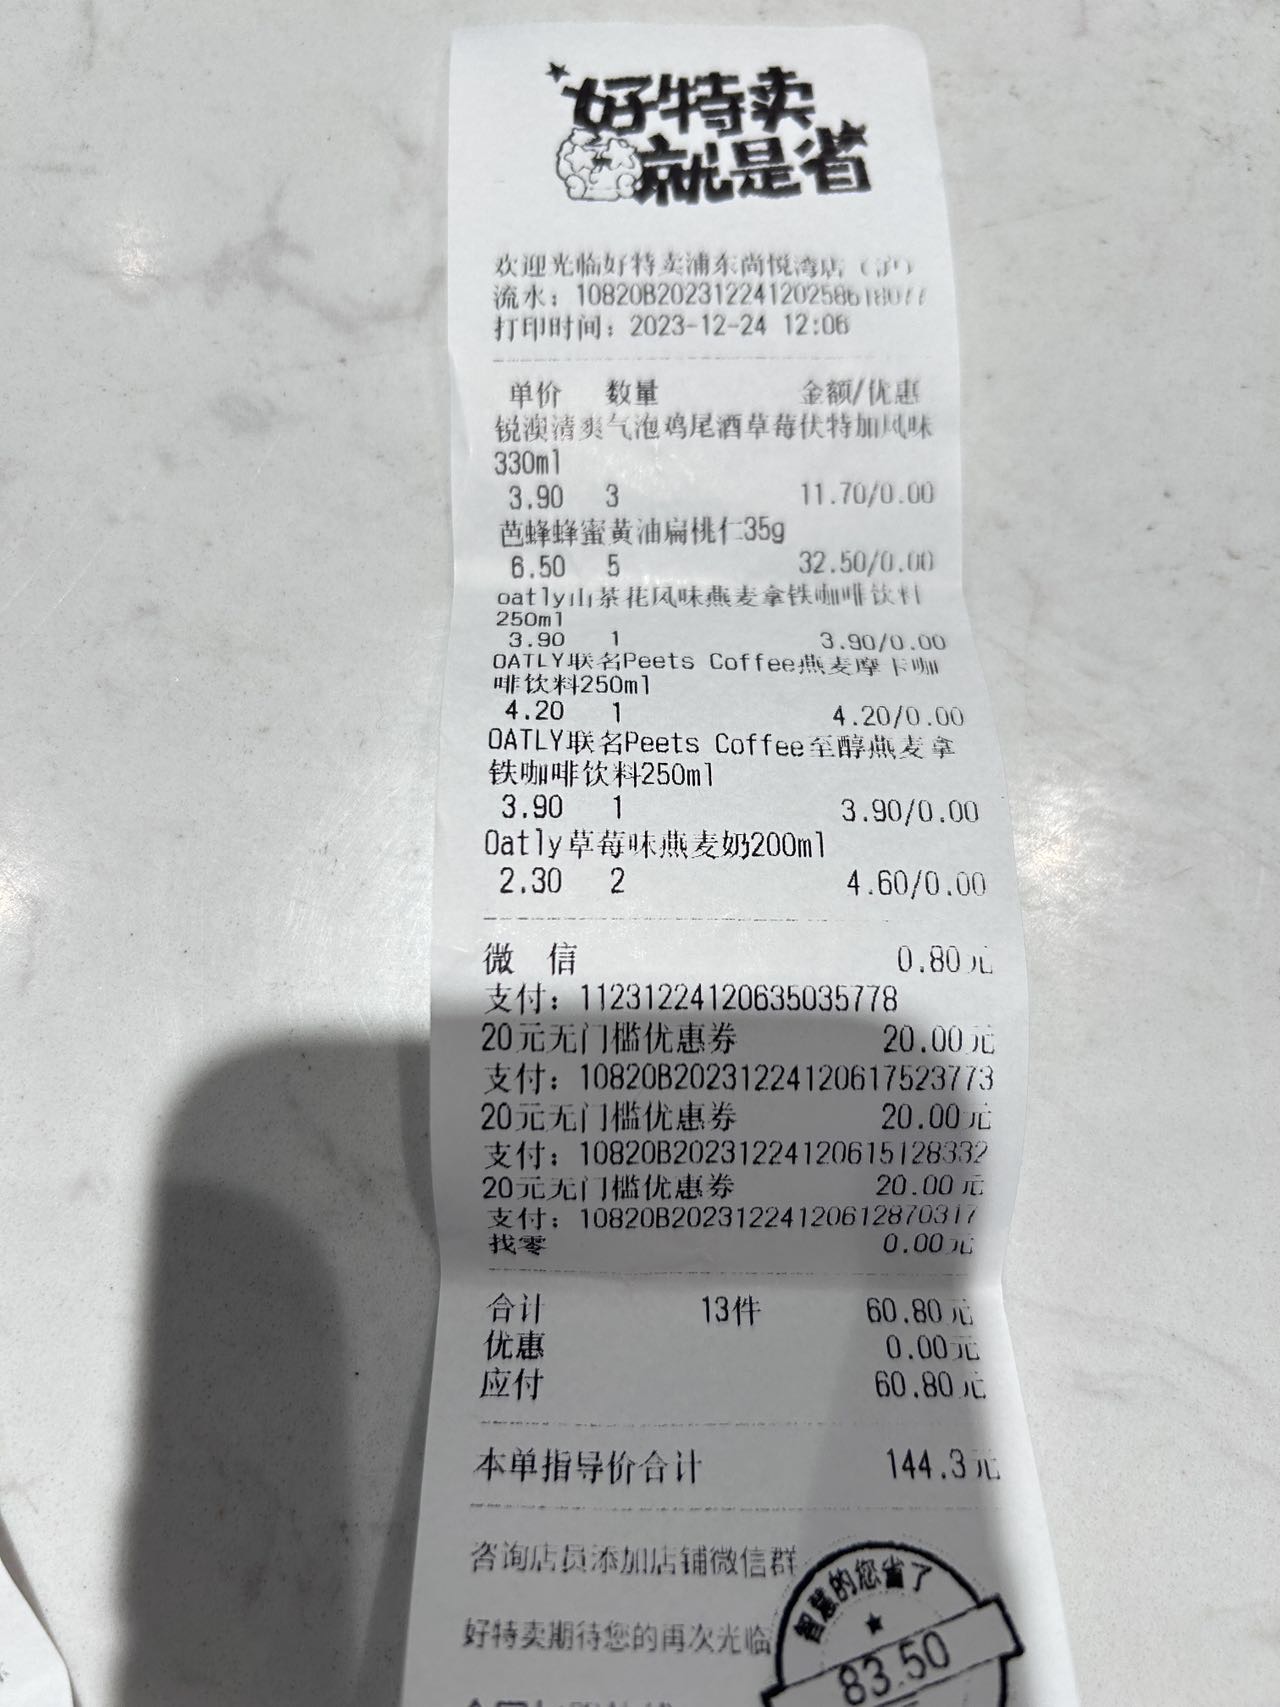 好特卖
就是省
欢迎光临好特卖浦东尚悦湾店
流水：10820B20231224120258618077
打印时间：2023-12-24 12:06
单价 数量 金额/优惠
锐澳清爽气泡鸡尾酒草莓伏特加风味
330ml
3.90 3 11.70/0.00
芭蜂蜂蜜黄油扁桃仁35g
6.50 5 32.50/0.00
oatly山茶花风味燕麦拿铁咖啡饮料
250ml
3.90 1 3.90/0.00
OATLY联名Peets Coffee燕麦摩卡咖
啡饮料250ml
4.20 1 4.20/0.00
OATLY联名Peets Coffee至醇燕麦拿
铁咖啡饮料250ml
3.90 1 3.90/0.00
Oatly草莓味燕麦奶200ml
2.30 2 4.60/0.00
微 信 0.80元
支付：11231224120635035778
20元无门槛优惠券 20.00元
支付：10820B20231224120617523773
20元无门槛优惠券 20.00元
支付：10820B20231224120615128332
20元无门槛优惠券 20.00元
支付：10820B20231224120612870317
找零 0.00元
合计 13件 60.80元
优惠 0.00元
应付 60.80元
本单指导价合计 144.3元
咨询店员添加店铺微信群
好特卖期待您的再次光临
智慧的您省了
83.50